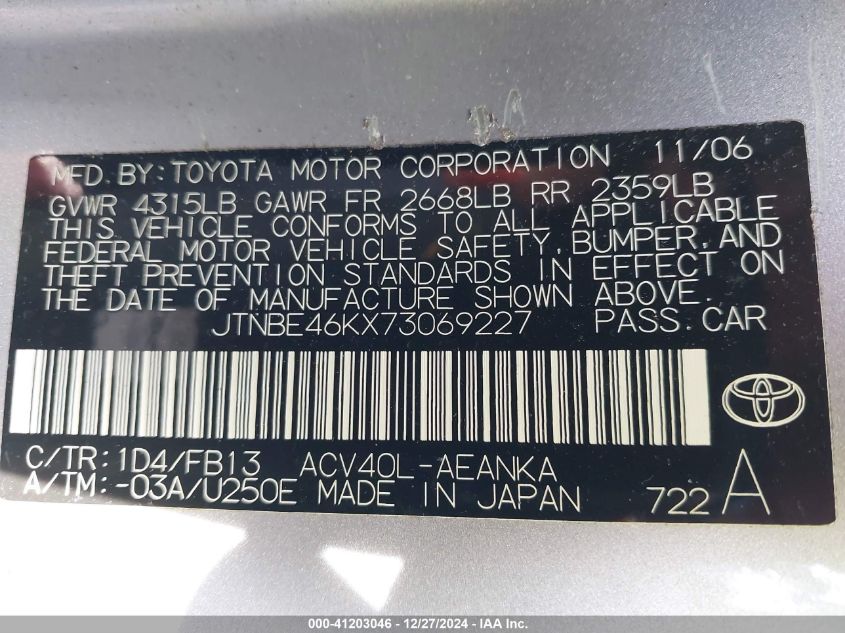 MFD. BY: TOYOTA MOTOR CORPORATION 11/06
GVWR 4315LB GAWR FR 2668LB RR 2359LB
THIS VEHICLE CONFORMS TO ALL APPLICABLE
FEDERAL MOTOR VEHICLE SAFETY, BUMPER, AND
THEFT PREVENTION STANDARDS IN EFFECT ON
THE DATE OF MANUFACTURE SHOWN ABOVE.
JTNBE46KX73069227 PASS. CAR
C/TR: 1D4/FB13 ACV40L-AEANKA
A/TM: -03A/U250E MADE IN JAPAN 722 A
000-41203046 - 12/27/2024 - IAA Inc.